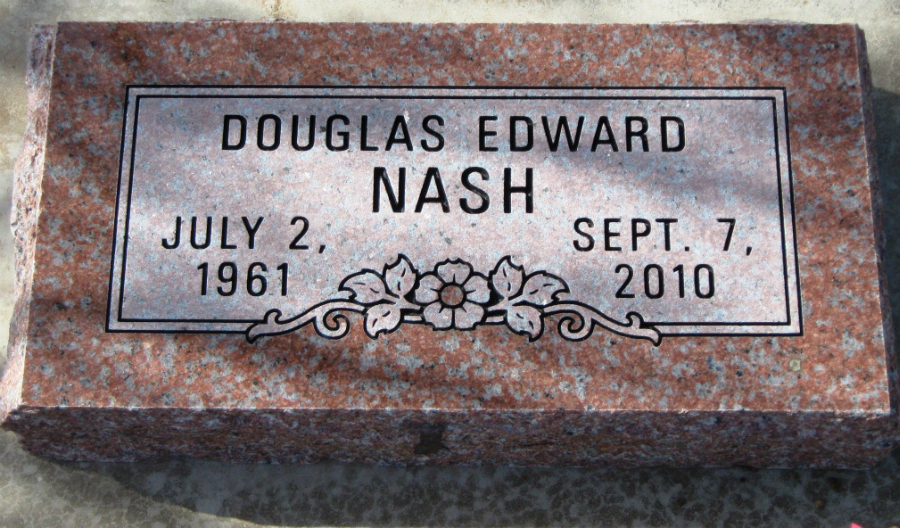 DOUGLAS EDWARD
NASH
JULY 2, SEPT. 7,
1961 2010